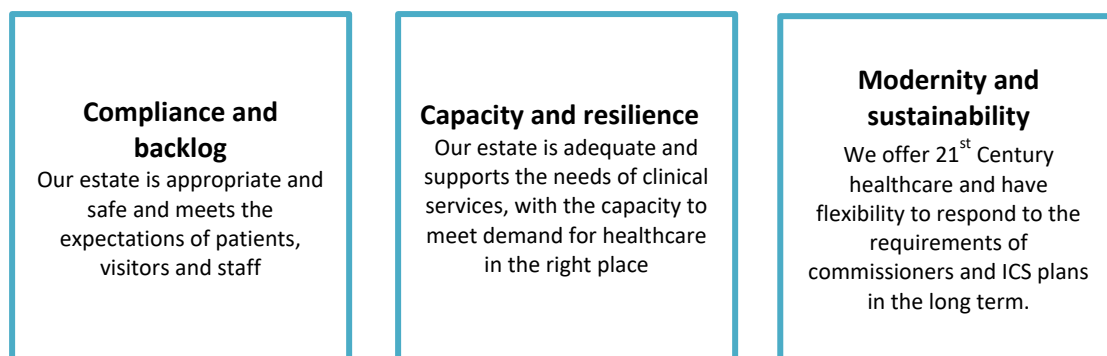 Compliance and
backlog
Our estate is appropriate and
safe and meets the
expectations of patients,
visitors and staff
Capacity and resilience
Our estate is adequate and
supports the needs of clinical
services, with the capacity to
meet demand for healthcare
in the right place
Modernity and
sustainability
We offer 21st Century
healthcare and have
flexibility to respond to the
requirements of
commissioners and ICS plans
in the long term.